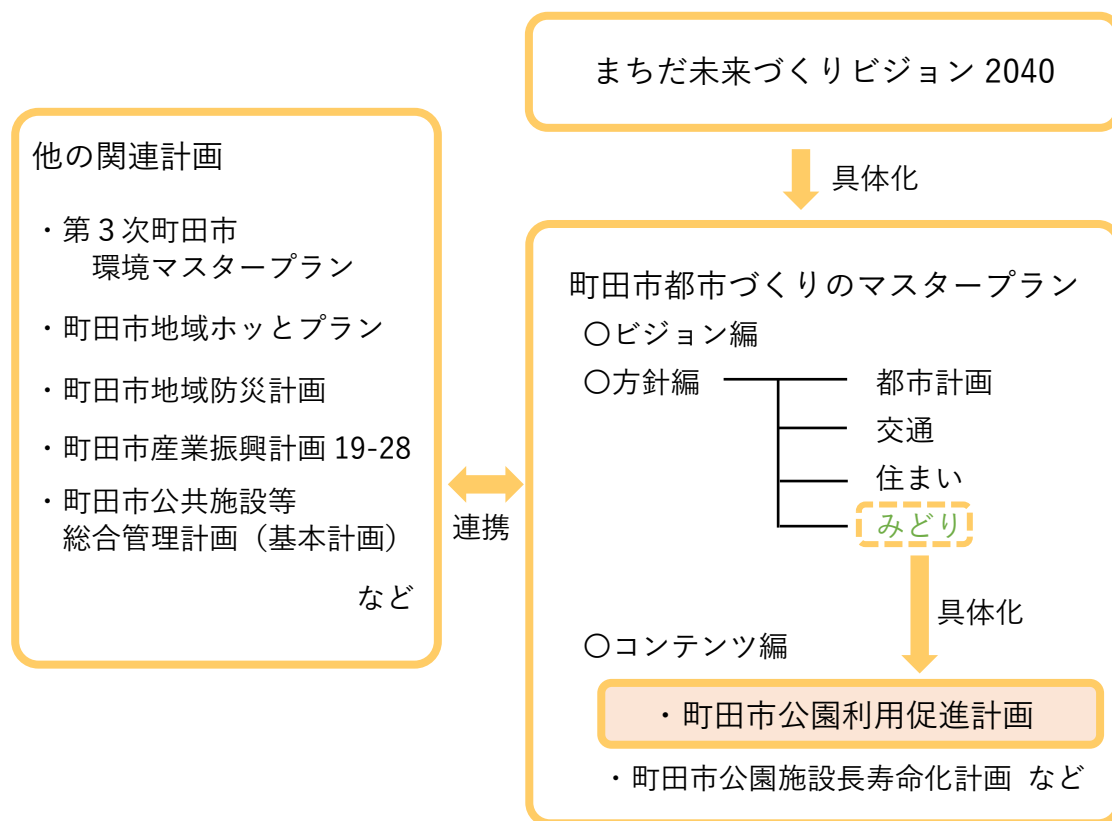 まちだ未来づくりビジョン 2040
具体化
他の関連計画
・第3次町田市
環境マスタープラン
・町田市地域ホッとプラン
・町田市地域防災計画
・町田市産業振興計画 19-28
・町田市公共施設等
総合管理計画（基本計画）
など
連携
町田市都市づくりのマスタープラン
〇ビジョン編
〇方針編
都市計画
交通
住まい
みどり
具体化
〇コンテンツ編
・町田市公園利用促進計画
・町田市公園施設長寿命化計画 など